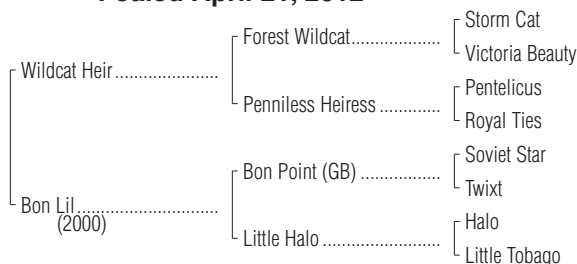 Foaled April 21, 2012
Storm Cat
Forest Wildcat....................
Victoria Beauty
Wildcat Heir.......................
Pentelicus
Penniless Heiress ..............
Royal Ties
Soviet Star
Bon Point (GB) ..................
Twixt
Bon Lil................................
(2000)
Halo
Little Halo ..........................
Little Tobago